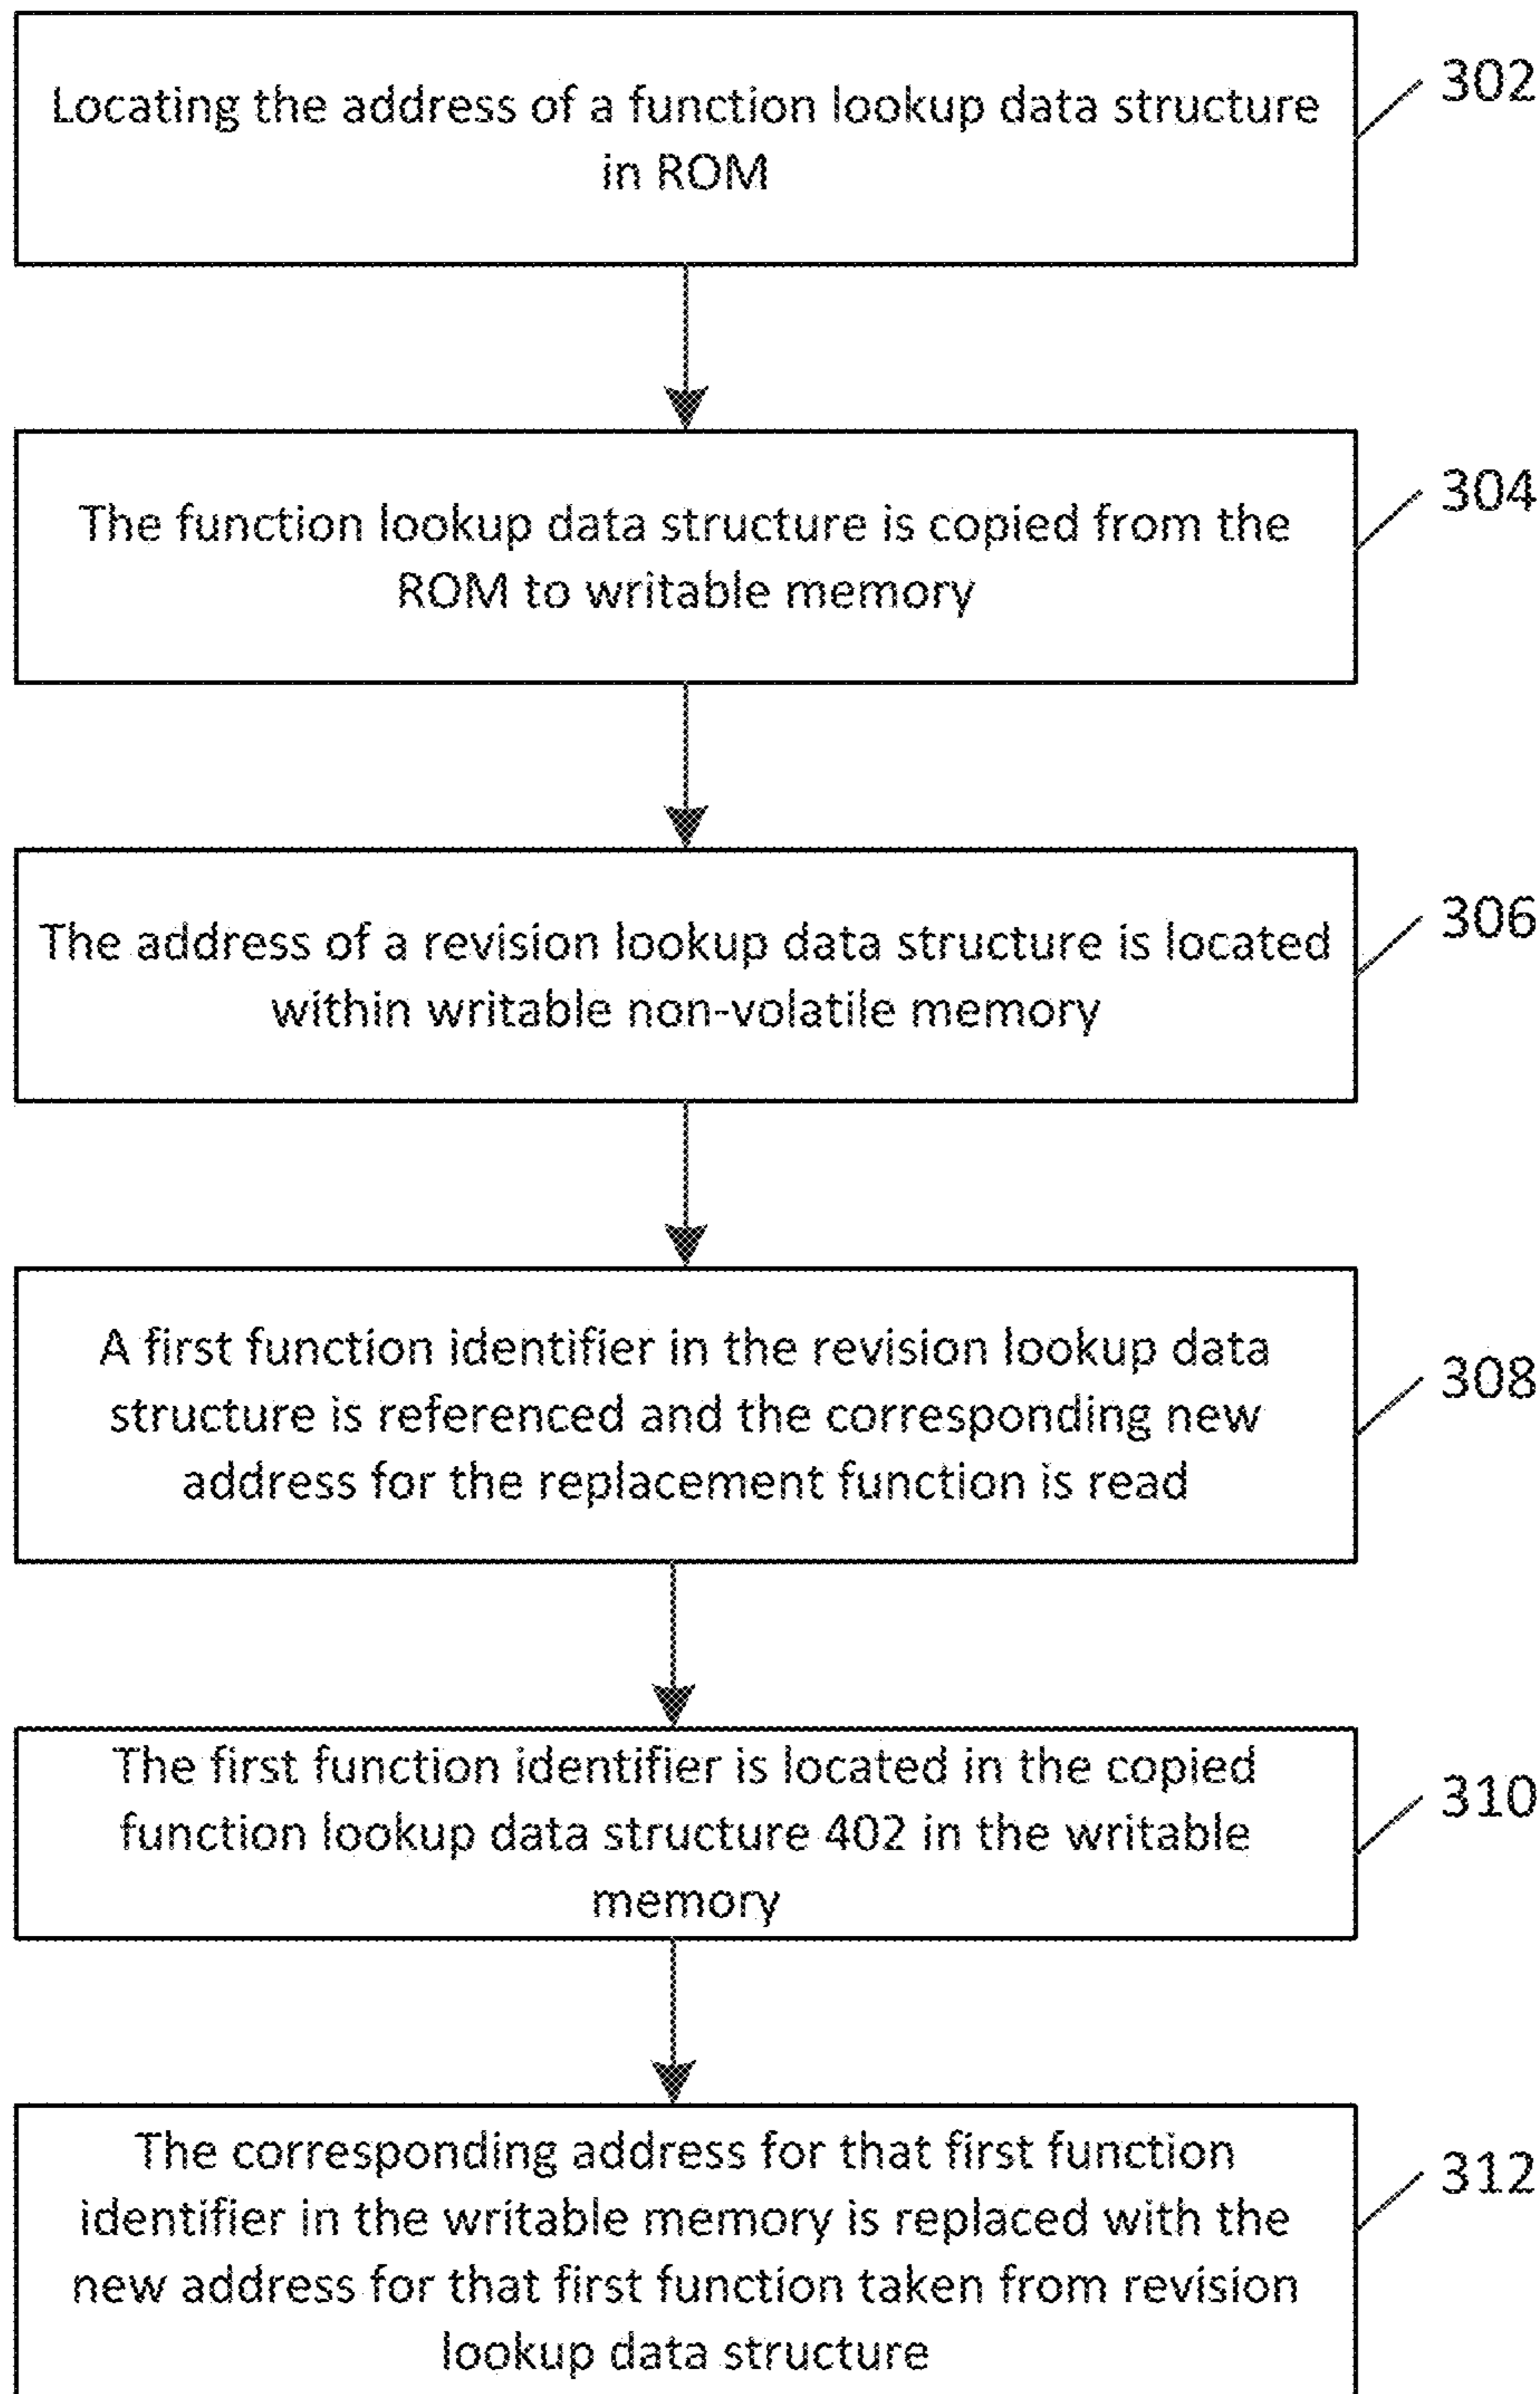 Locating the address of a function lookup data structure
in ROM
302
The function lookup data structure is copied from the
ROM to writable memory
304
The address of a revision lookup data structure is located
within writable non-volatile memory
306
A first function identifier in the revision lookup data
structure is referenced and the corresponding new
address for the replacement function is read
308
The first function identifier is located in the copied
function lookup data structure 402 in the writable
memory
310
The corresponding address for that first function
identifier in the writable memory is replaced with the
new address for that first function taken from revision
lookup data structure
312